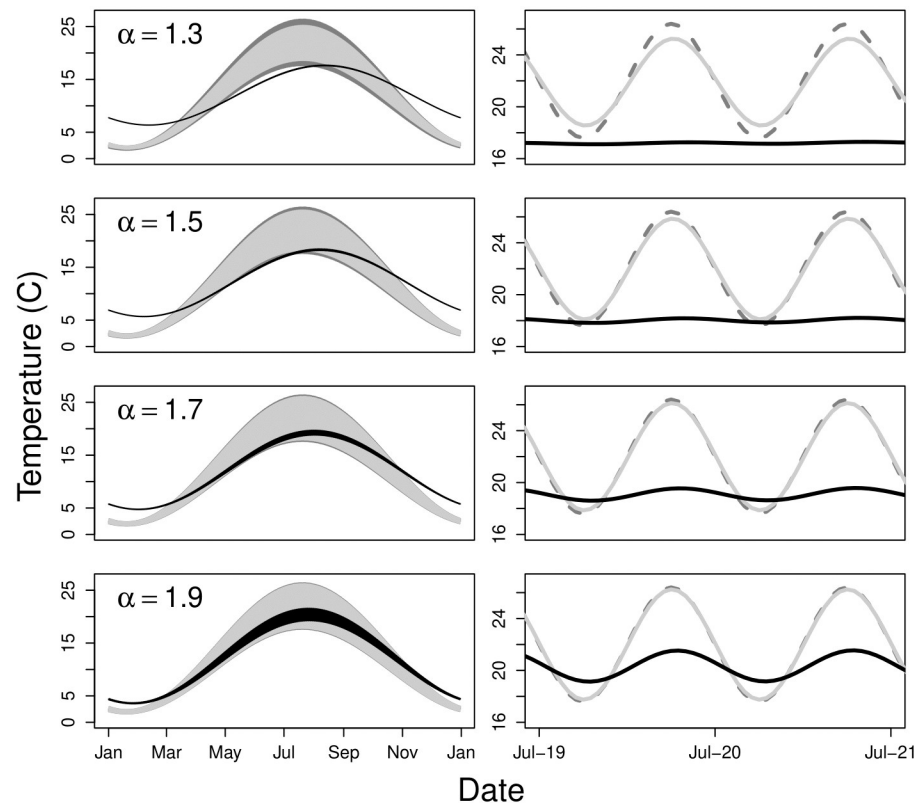 α = 1.3
0 5 15 25
16 20 24
α = 1.5
0 5 15 25
16 20 24
α = 1.7
0 5 15 25
16 20 24
α = 1.9
0 5 15 25
16 20 24
Temperature (C)
Jan Mar May Jul Sep Nov Jan
Jul−19 Jul−20 Jul−21
Date